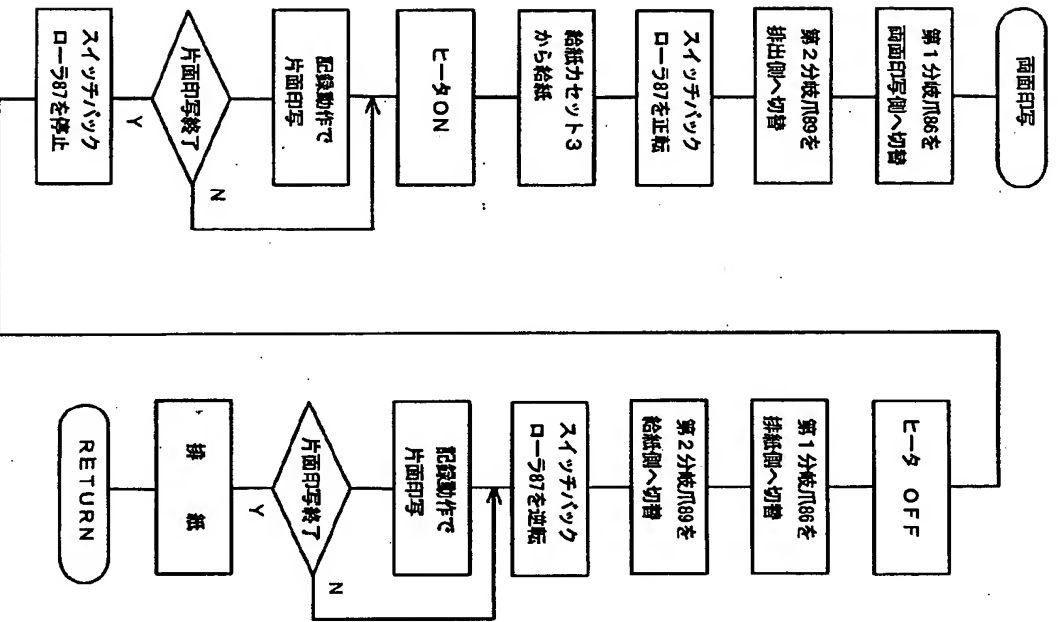 両面印写
第1分岐爪86を
両面印写側へ切替
第2分岐爪89を
排出側へ切替
スイッチバック
ローラ87を正転
給紙カセット3
から給紙
ヒータON
記録動作で
片面印写
片面印写終了
N
Y
スイッチバック
ローラ87を停止
ヒータ OFF
第1分岐爪86を
排紙側へ切替
第2分岐爪89を
給紙側へ切替
スイッチバック
ローラ87を逆転
記録動作で
片面印写
片面印写終了
N
Y
排 紙
RETURN